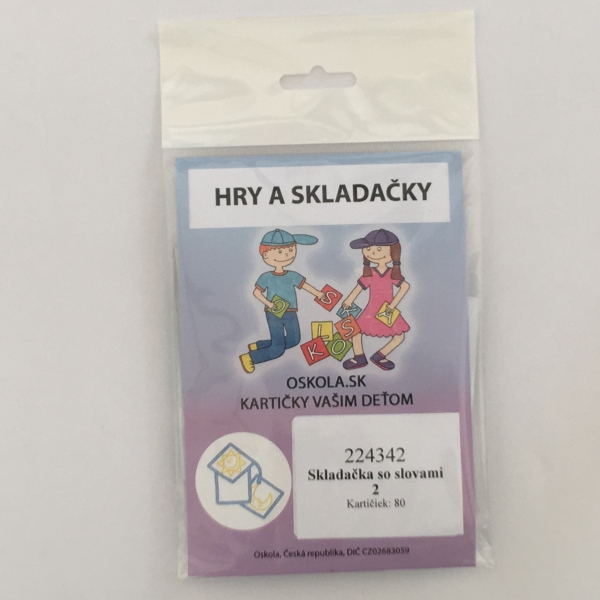 HRY A SKLADAČKY
S
O
Š
A
L
K
O
OSKOLA.SK
KARTIČKY VAŠIM DEŤOM
224342
Skladačka so slovami
2
Kartičiek: 80
Oskola, Česká republika, DIČ CZ02683059